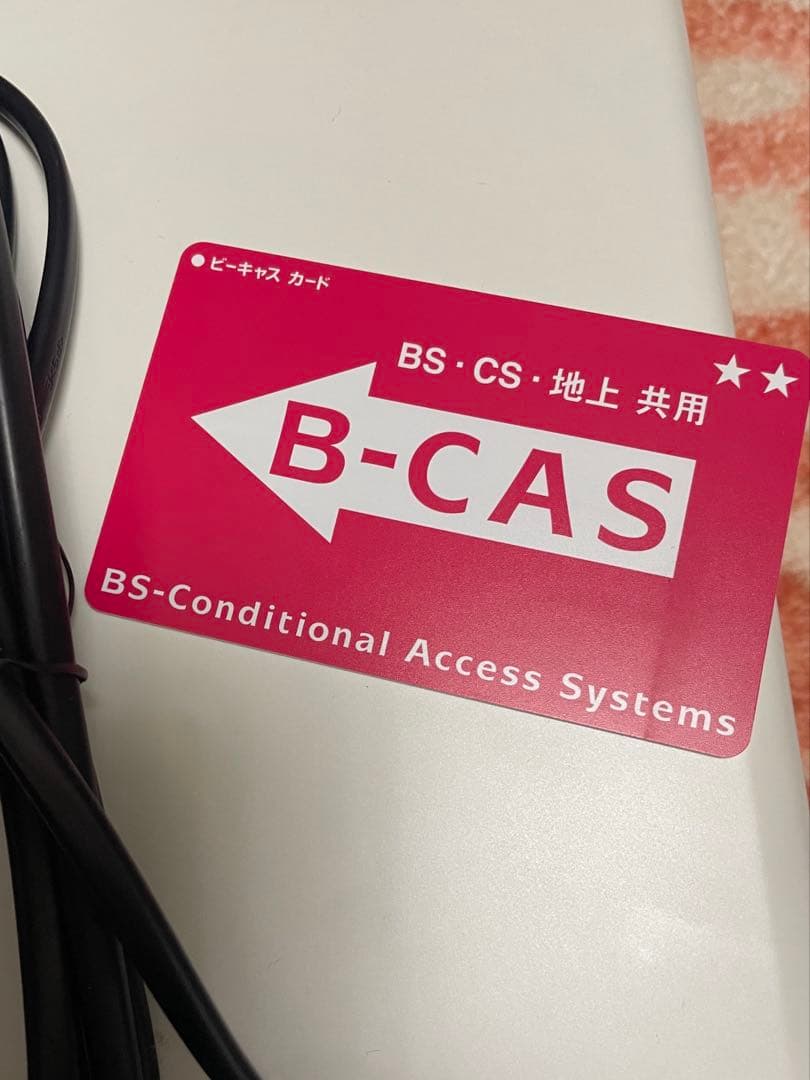 ●ビーキャス カード
BS・CS・地上 共用
★★
B-CAS
BS-Conditional Access Systems